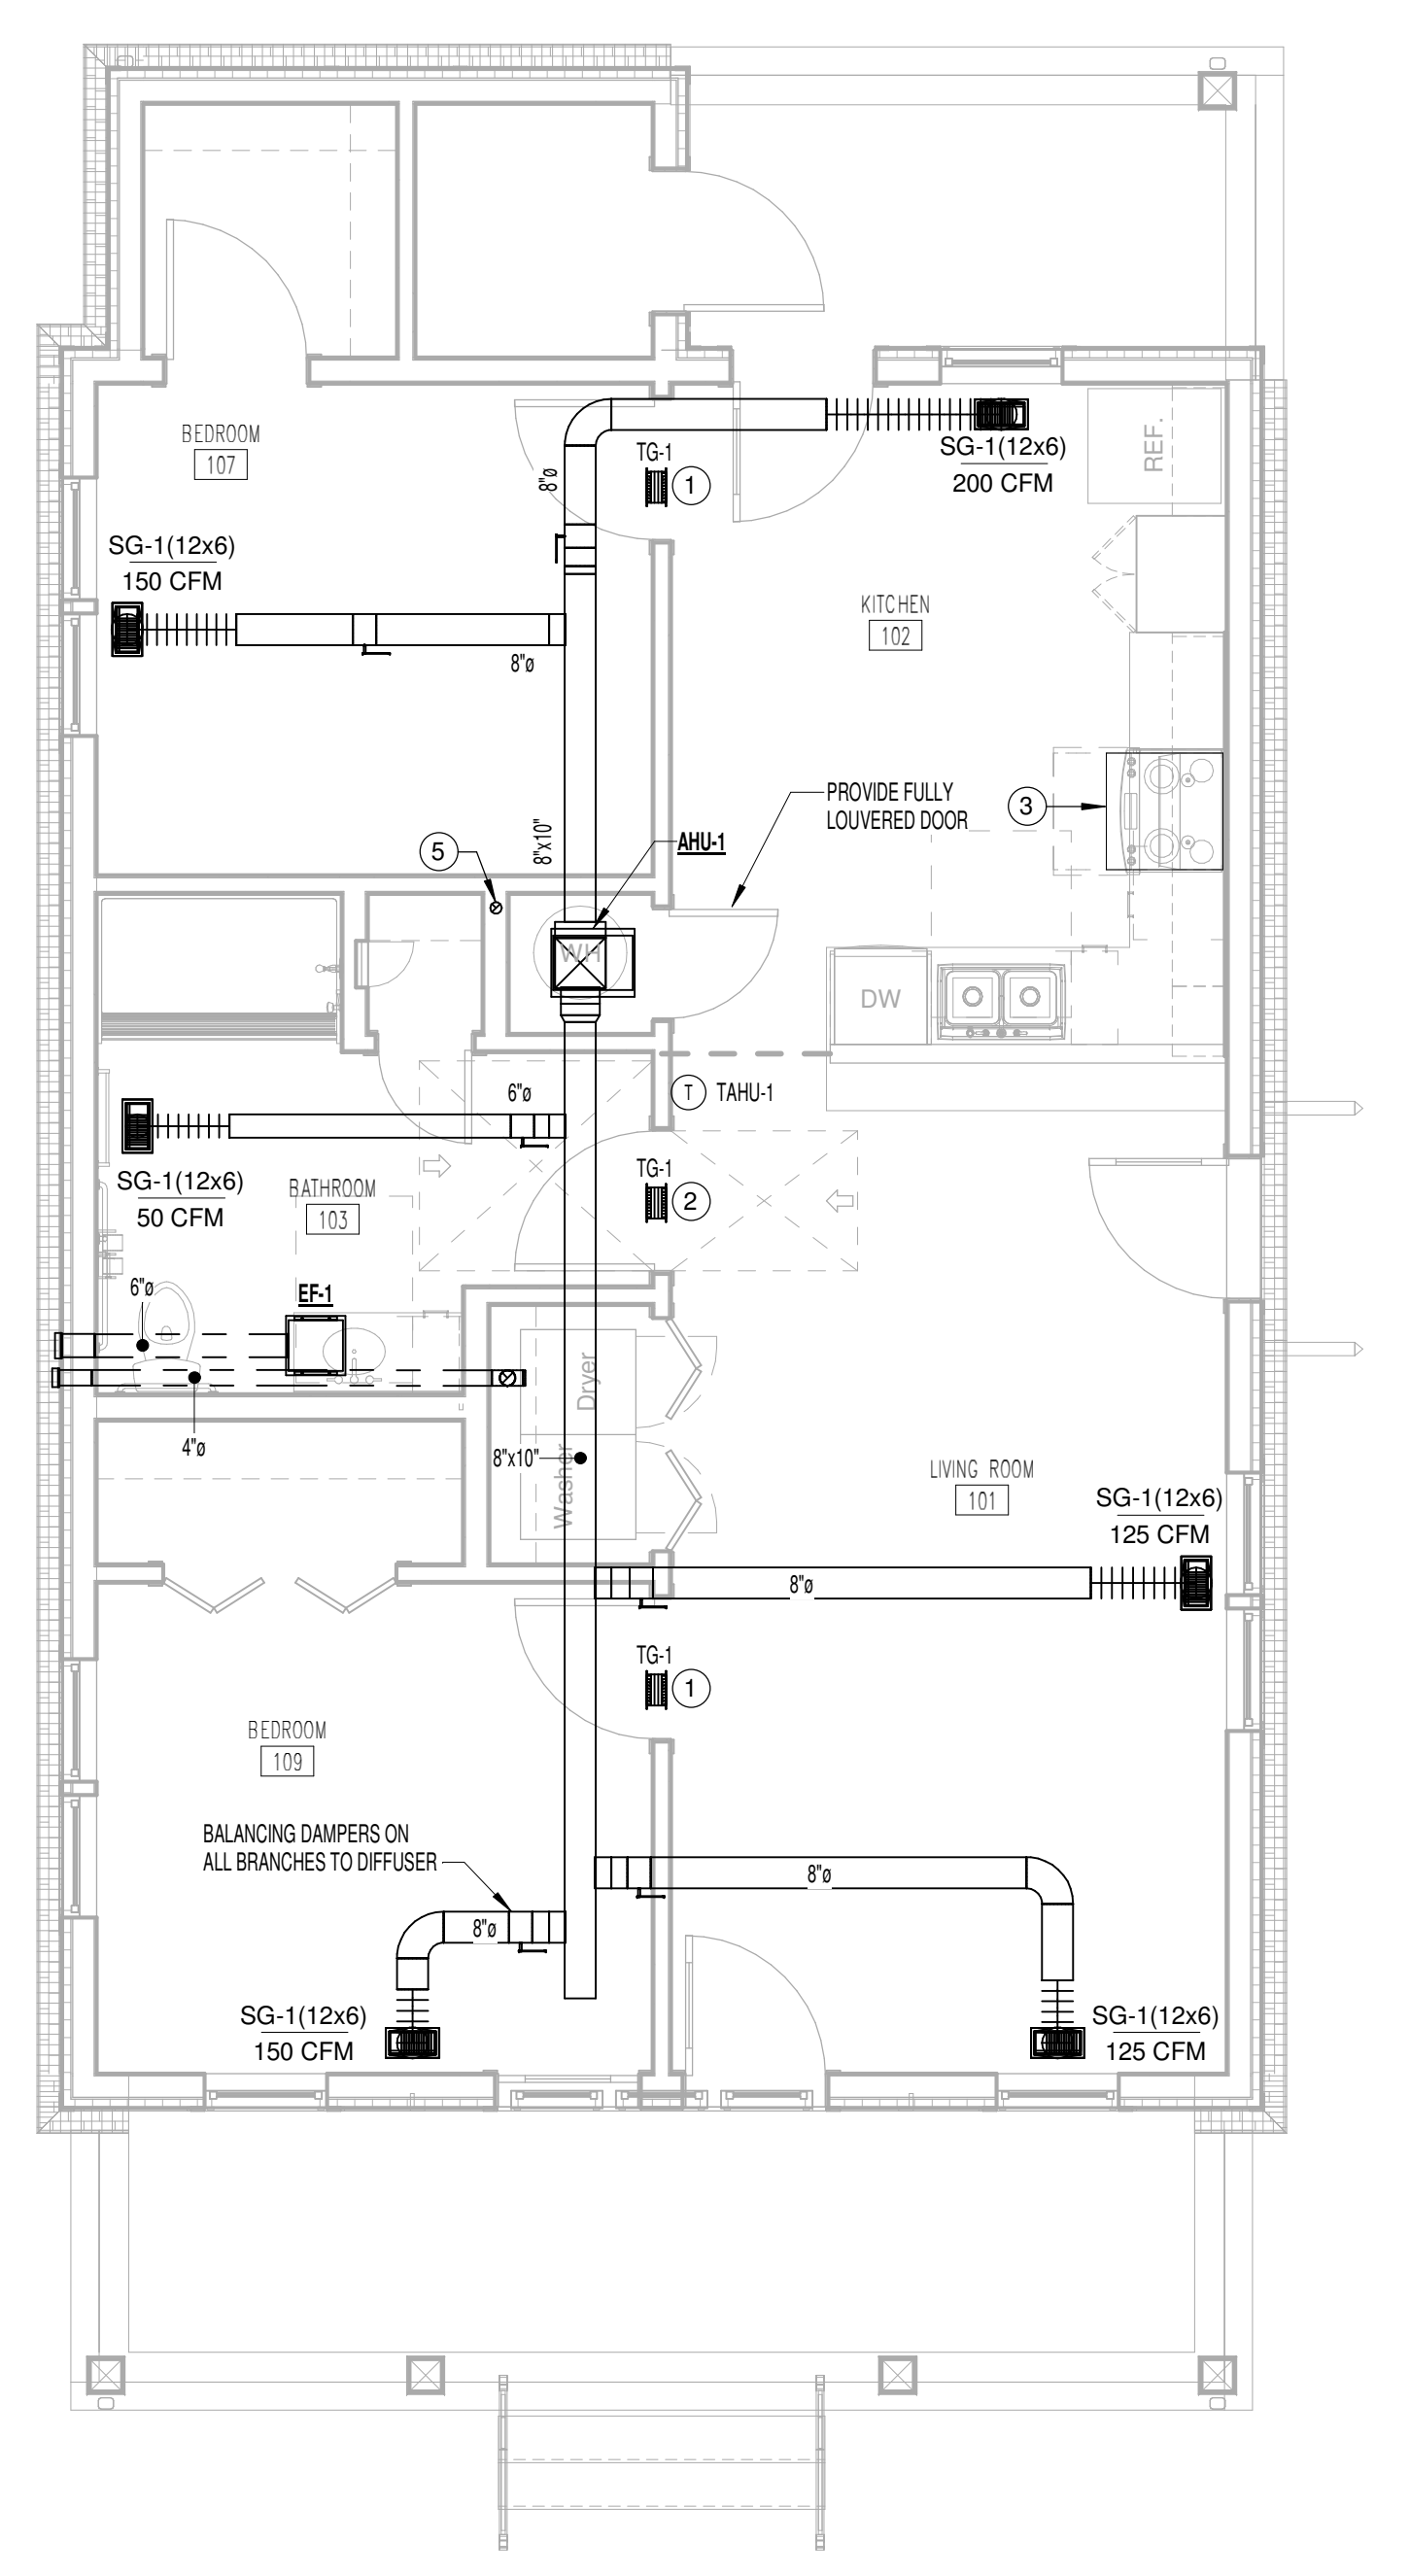 BEDROOM
107
TG-1
1
SG-1(12x6)
200 CFM
REF.
8"ø
SG-1(12x6)
150 CFM
8"ø
KITCHEN
102
PROVIDE FULLY
LOUVERED DOOR
3
8"x10"
AHU-1
5
WH
DW
6"ø
T
TAHU-1
SG-1(12x6)
50 CFM
BATHROOM
103
TG-1
2
6"ø
EF-1
Dryer
4"ø
8"x10"
Washer
LIVING ROOM
101
SG-1(12x6)
125 CFM
8"ø
TG-1
1
BEDROOM
109
BALANCING DAMPERS ON
ALL BRANCHES TO DIFFUSER
8"ø
8"ø
SG-1(12x6)
150 CFM
SG-1(12x6)
125 CFM